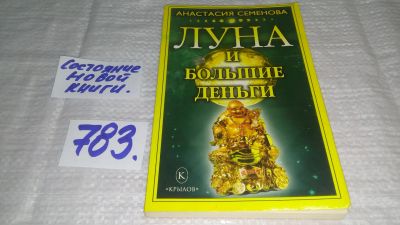 Состояние
новой
книги.
783.
АНАСТАСИЯ СЕМЕНОВА
ЛУНА
И
БОЛЬШИЕ
ДЕНЬГИ
К
«КРЫЛОВ»